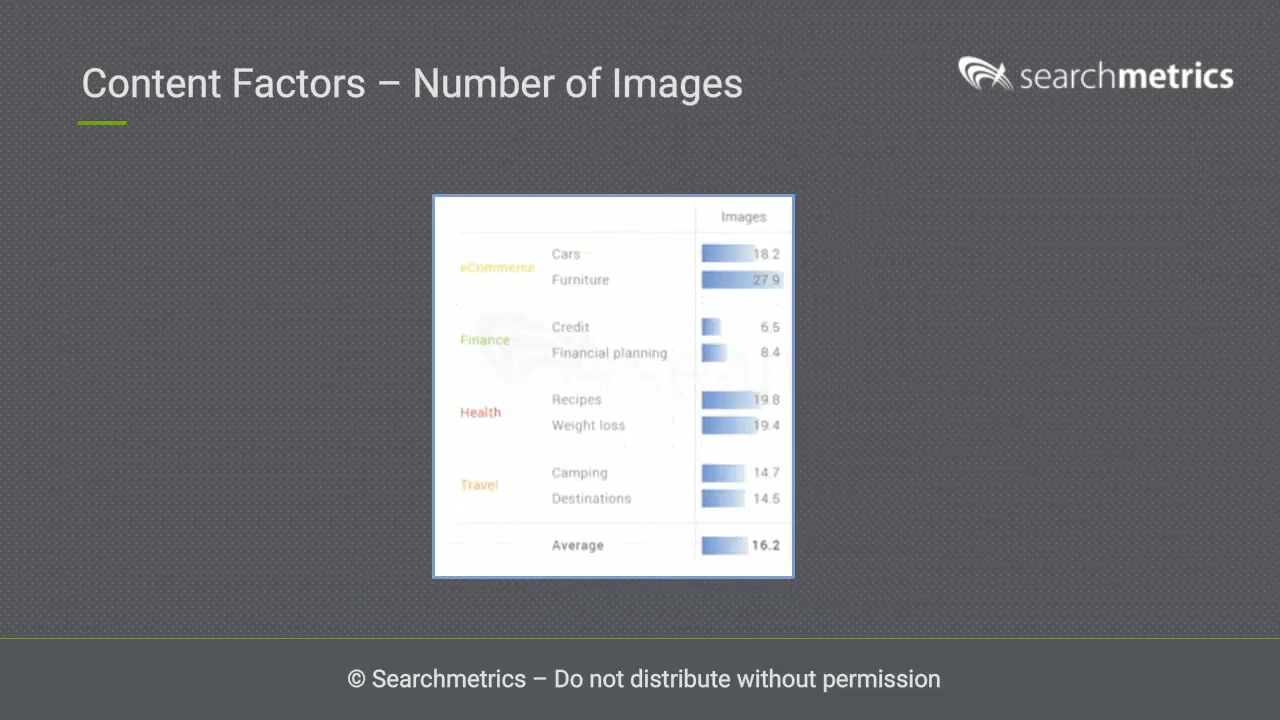 Content Factors – Number of Images
searchmetrics
Images
eCommerce
Cars 18.2
Furniture 27.9
Finance
Credit 6.5
Financial planning 8.4
Health
Recipes 19.8
Weight loss 19.4
Travel
Camping 14.7
Destinations 14.5
Average 16.2
© Searchmetrics – Do not distribute without permission